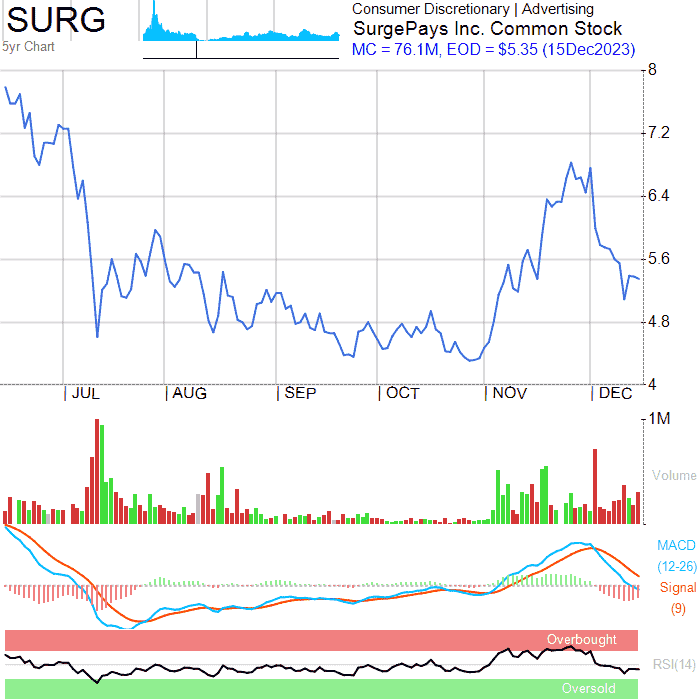 SURG
5yr Chart
Consumer Discretionary | Advertising
SurgePays Inc. Common Stock
MC = 76.1M, EOD = $5.35 (15Dec2023)
8
7.2
6.4
5.6
4.8
4
JUL AUG SEP OCT NOV DEC
1M
Volume
MACD
(12-26)
Signal
(9)
Overbought
RSI(14)
Oversold